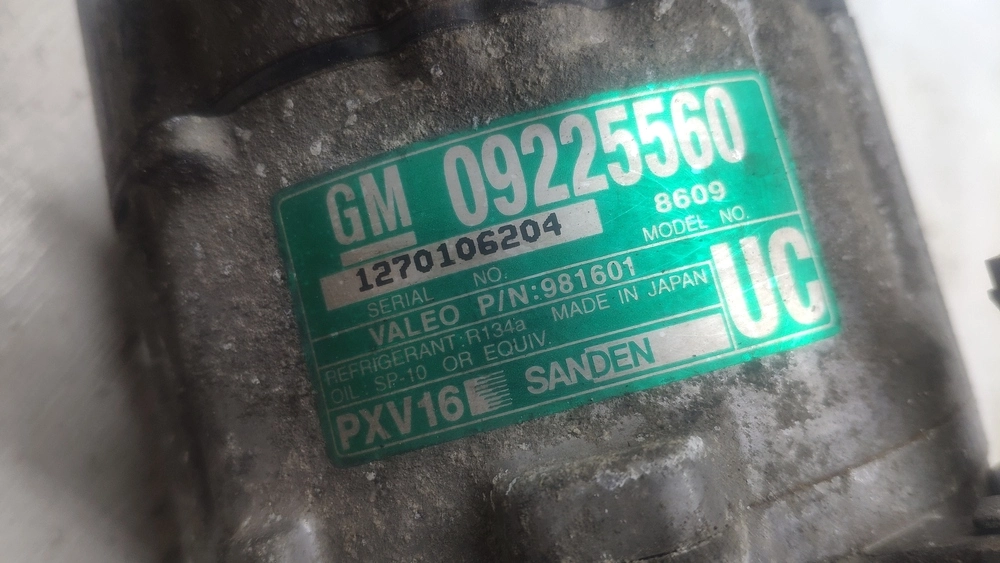 GM 09225560
1270106204 8609
SERIAL NO. MODEL NO.
VALEO P/N:981601 UC
REFRIGERANT:R134a MADE IN JAPAN
OIL: SP-10 OR EQUIV.
PXV16 SANDEN